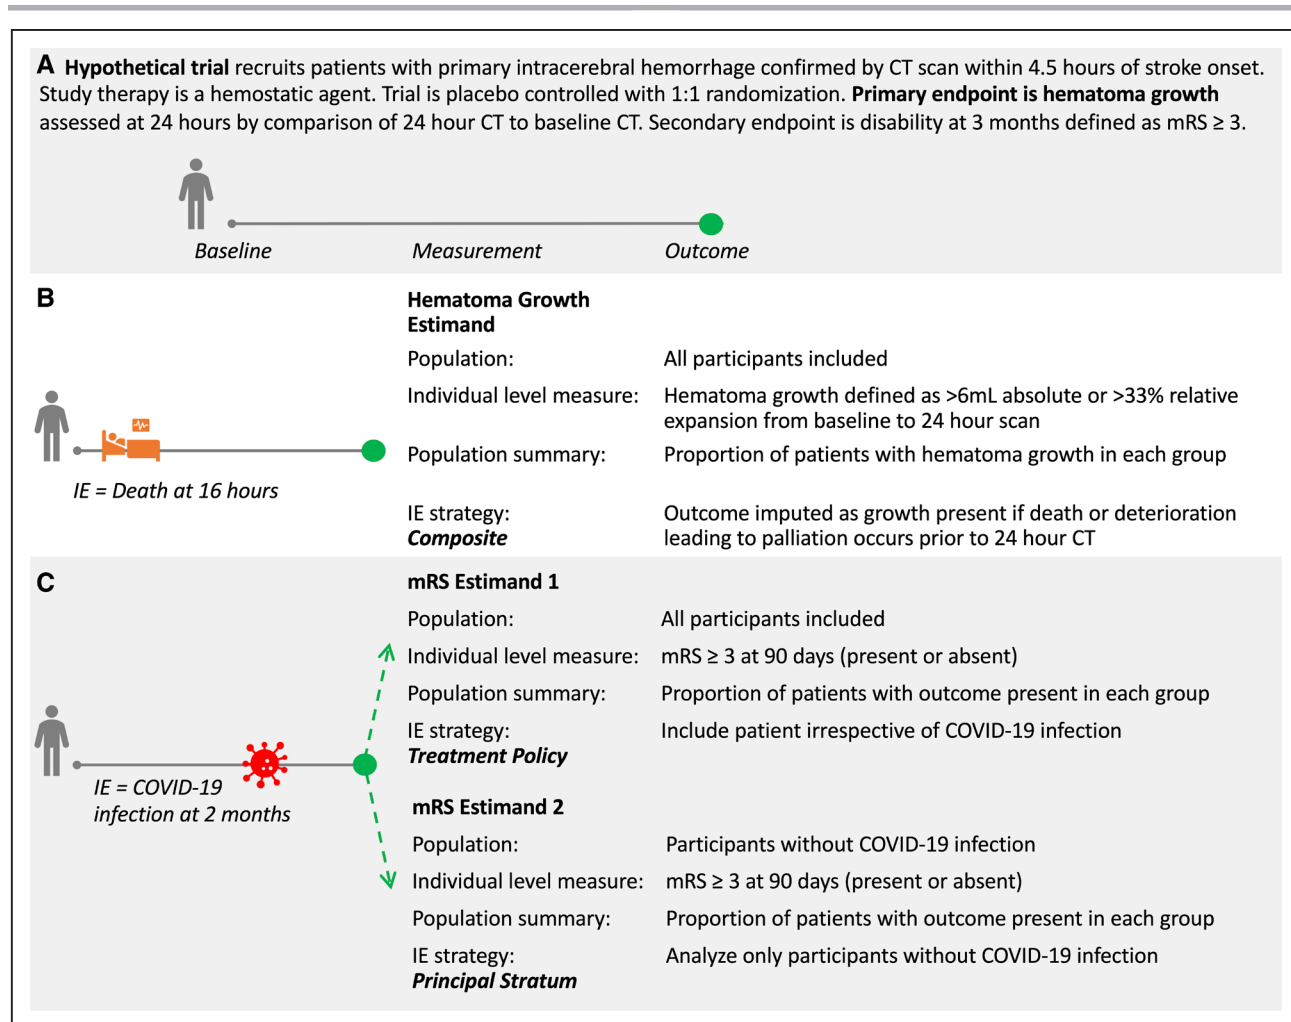 A Hypothetical trial recruits patients with primary intracerebral hemorrhage confirmed by CT scan within 4.5 hours of stroke onset.
Study therapy is a hemostatic agent. Trial is placebo controlled with 1:1 randomization. Primary endpoint is hematoma growth
assessed at 24 hours by comparison of 24 hour CT to baseline CT. Secondary endpoint is disability at 3 months defined as mRS ≥ 3.
Baseline Measurement Outcome
B
Hematoma Growth
Estimand
Population: All participants included
Individual level measure: Hematoma growth defined as >6mL absolute or >33% relative
expansion from baseline to 24 hour scan
Population summary: Proportion of patients with hematoma growth in each group
IE = Death at 16 hours
IE strategy: Outcome imputed as growth present if death or deterioration
Composite leading to palliation occurs prior to 24 hour CT
C
mRS Estimand 1
Population: All participants included
Individual level measure: mRS ≥ 3 at 90 days (present or absent)
Population summary: Proportion of patients with outcome present in each group
IE strategy: Include patient irrespective of COVID-19 infection
Treatment Policy
IE = COVID-19
infection at 2 months
mRS Estimand 2
Population: Participants without COVID-19 infection
Individual level measure: mRS ≥ 3 at 90 days (present or absent)
Population summary: Proportion of patients with outcome present in each group
IE strategy: Analyze only participants without COVID-19 infection
Principal Stratum